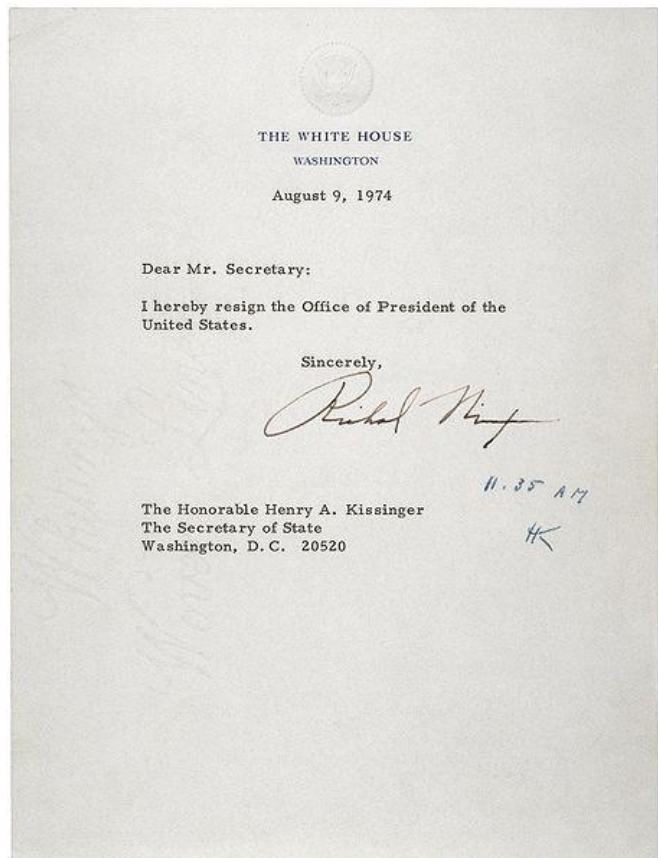 THE WHITE HOUSE
WASHINGTON
August 9, 1974
Dear Mr. Secretary:
I hereby resign the Office of President of the
United States.
Sincerely,
Richard Nixon
11.35 AM
HK
The Honorable Henry A. Kissinger
The Secretary of State
Washington, D. C. 20520